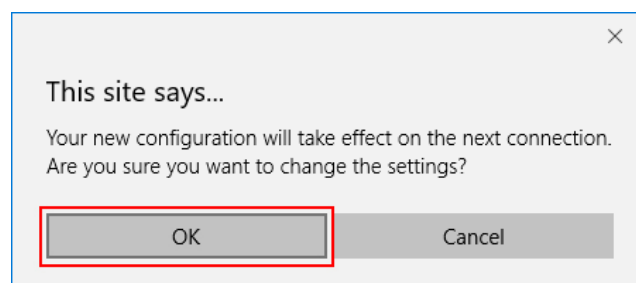 This site says...
Your new configuration will take effect on the next connection.
Are you sure you want to change the settings?
OK
Cancel